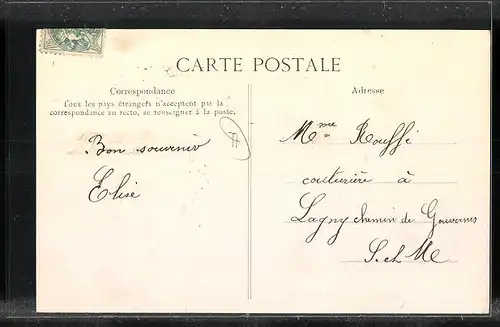 CARTE POSTALE
Correspondance
Tous les pays étrangers n'acceptent pas la
correspondance au recto, se renseigner à la poste.
Bon souvenir
Elise
Adresse
Mme Rouffé
couturière à
Lagny chemin de Gouvernes
S. et M.